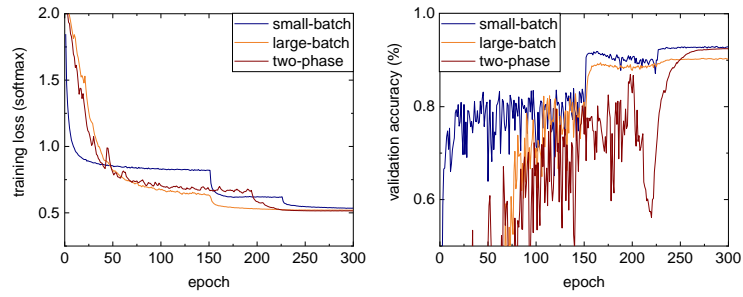 2.0
1.5
1.0
0.5
0
50
100
150
200
250
300
training loss (softmax)
epoch
small-batch
large-batch
two-phase
1.0
0.8
0.6
0
50
100
150
200
250
300
validation accuracy (%)
epoch
small-batch
large-batch
two-phase